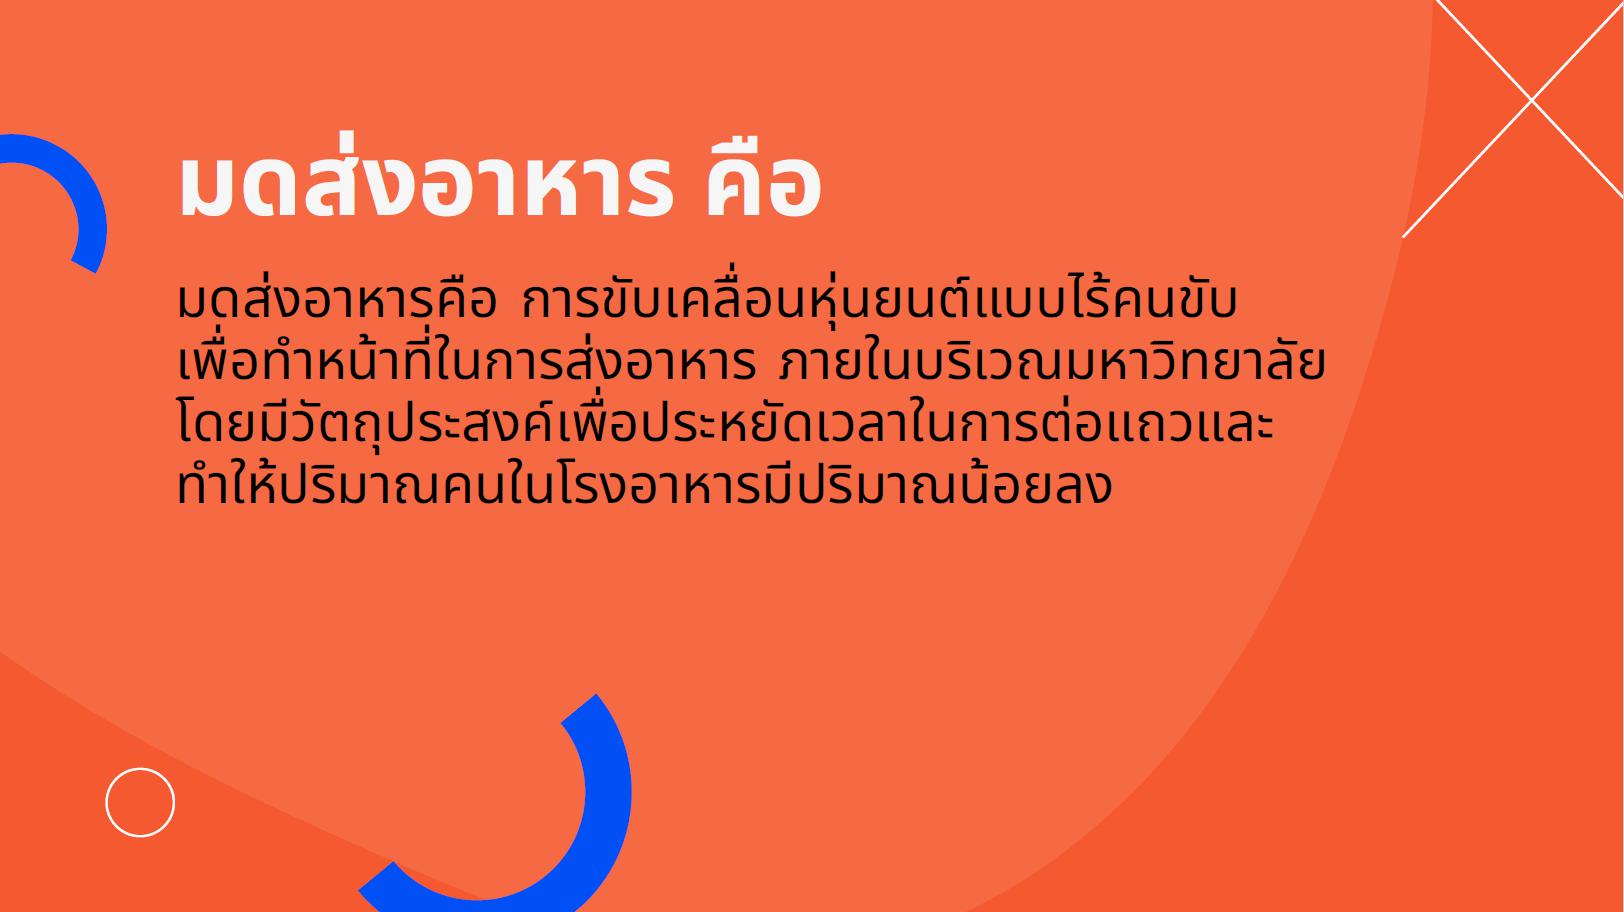 มดส่งอาหาร คือ
มดส่งอาหารคือ การขับเคลื่อนหุ่นยนต์แบบไร้คนขับ
เพื่อทำหน้าที่ในการส่งอาหาร ภายในบริเวณมหาวิทยาลัย
โดยมีวัตถุประสงค์เพื่อประหยัดเวลาในการต่อแถวและ
ทำให้ปริมาณคนในโรงอาหารมีปริมาณน้อยลง